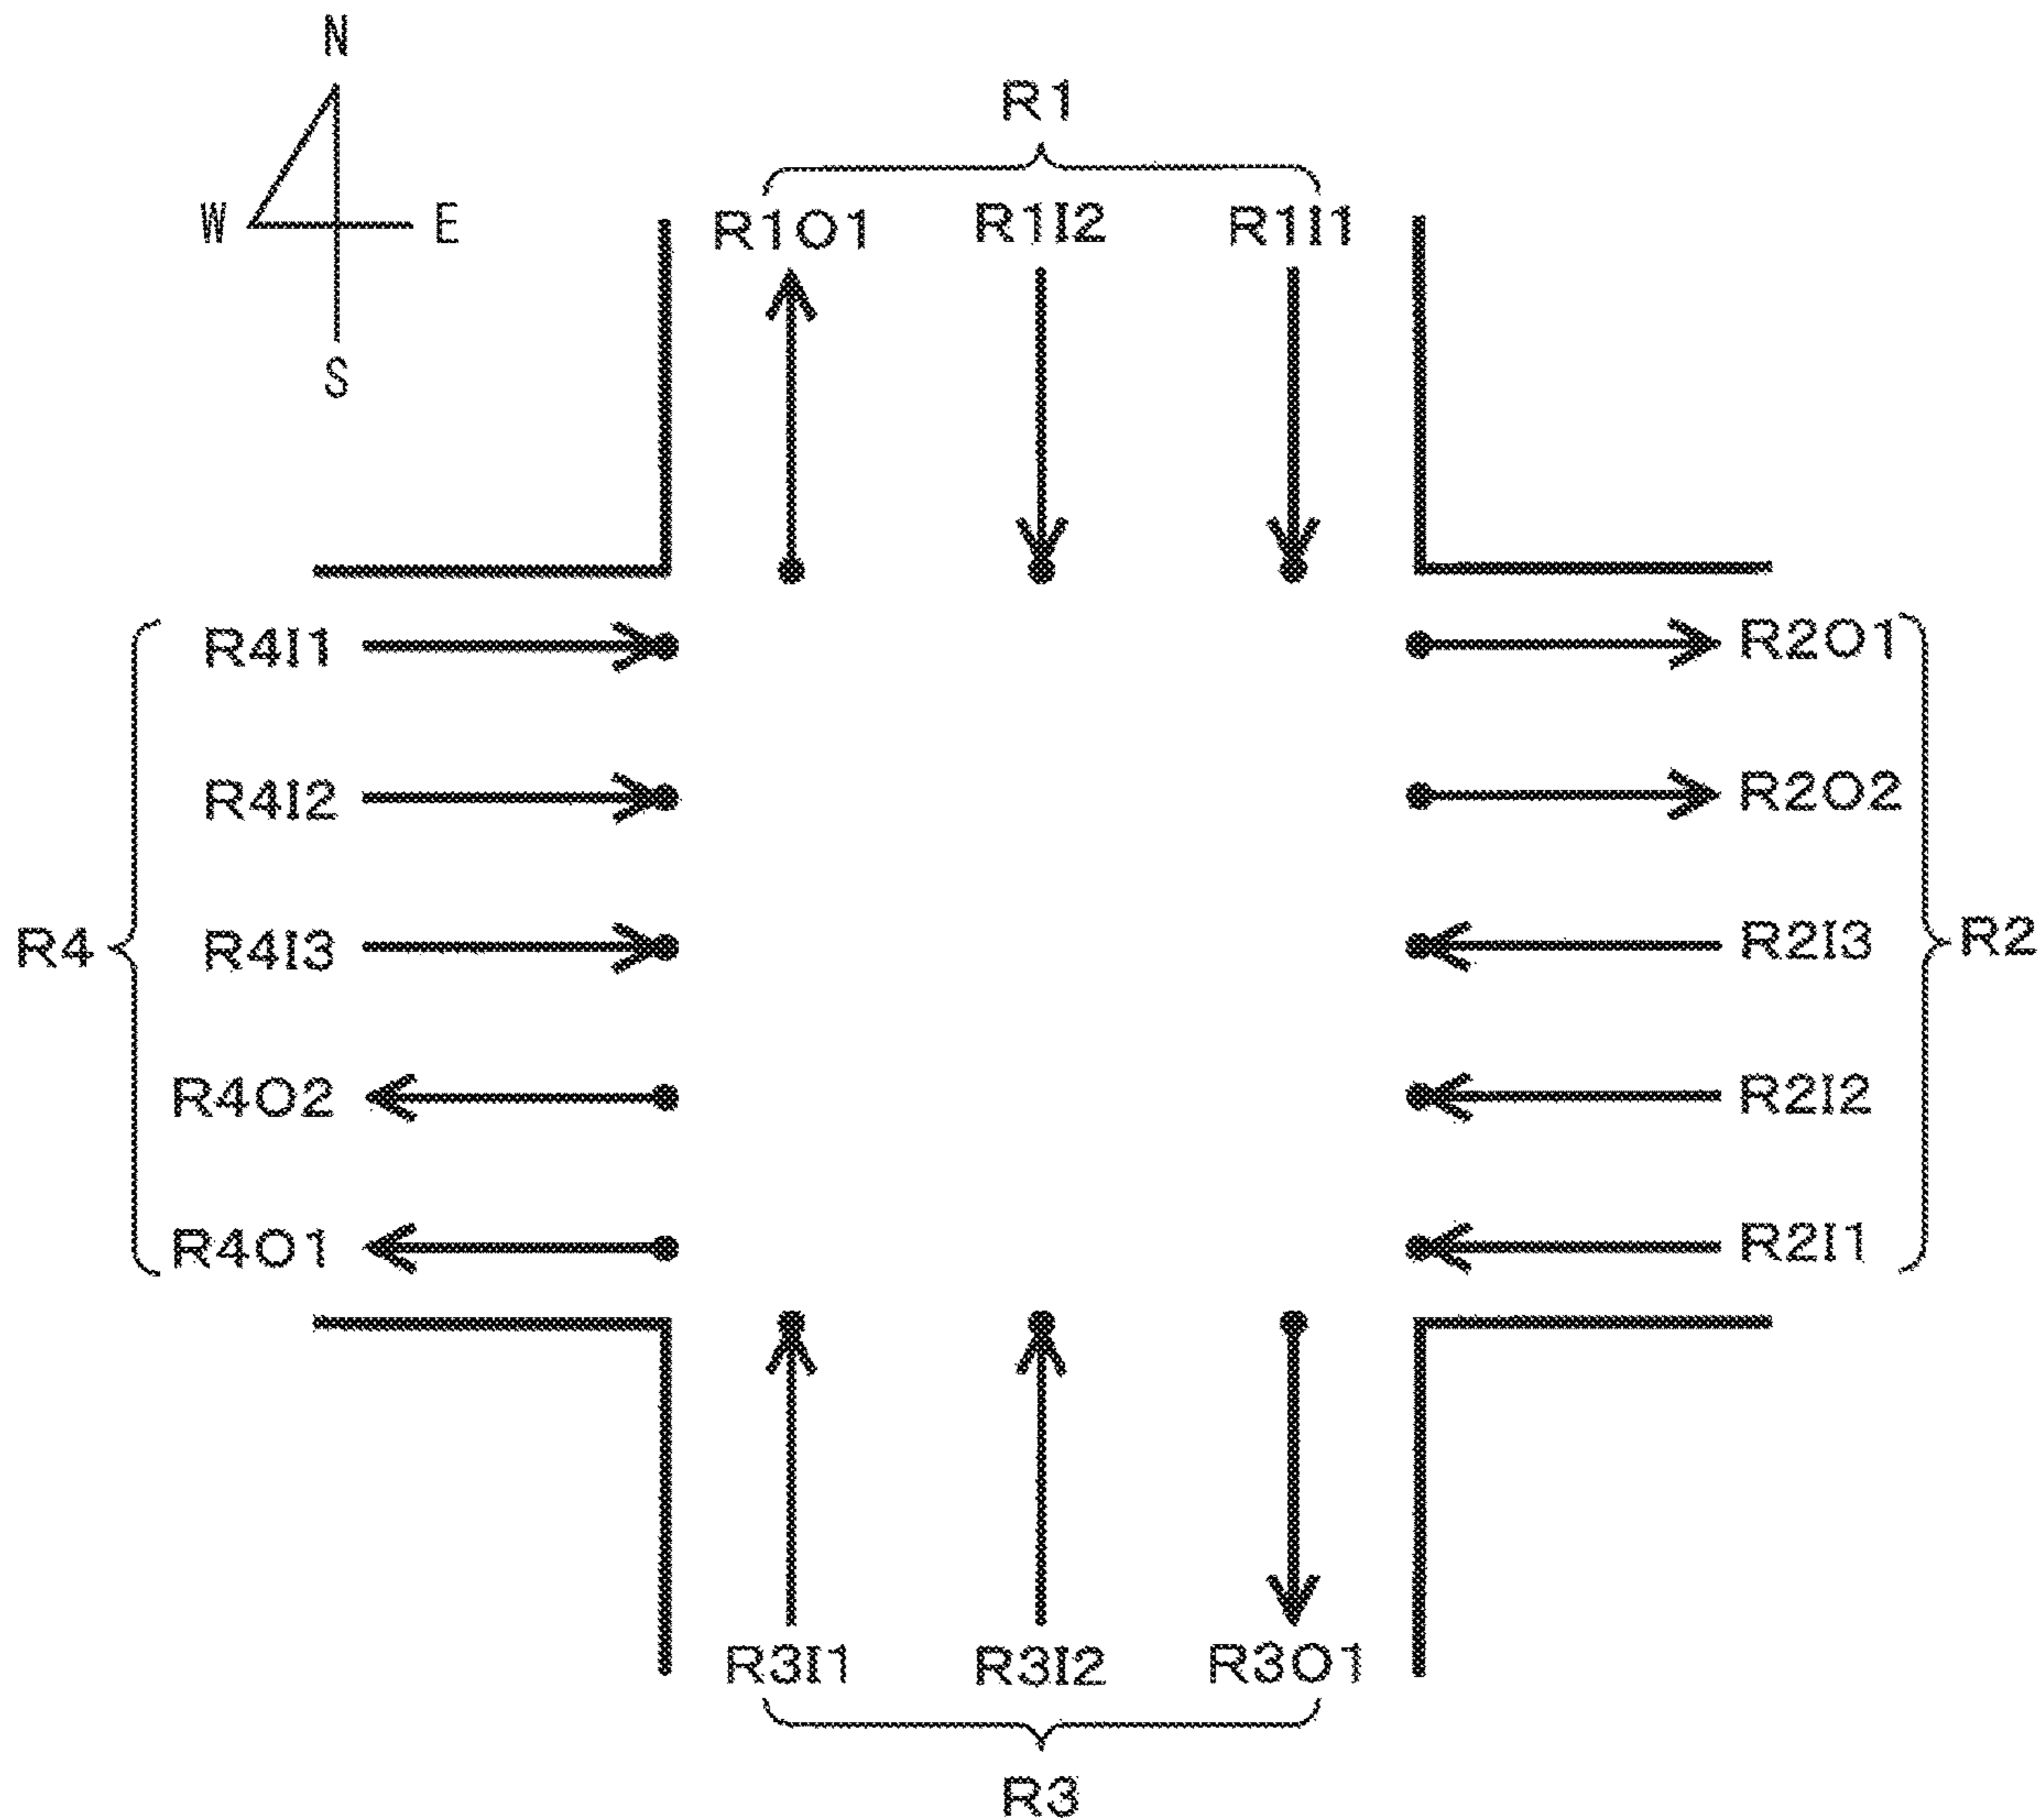 N
W E
S
R1
R1O1 R1I2 R1I1
R4I1 R2O1
R4I2 R2O2
R4 R4I3 R2I3 R2
R4O2 R2I2
R4O1 R2I1
R3I1 R3I2 R3O1
R3